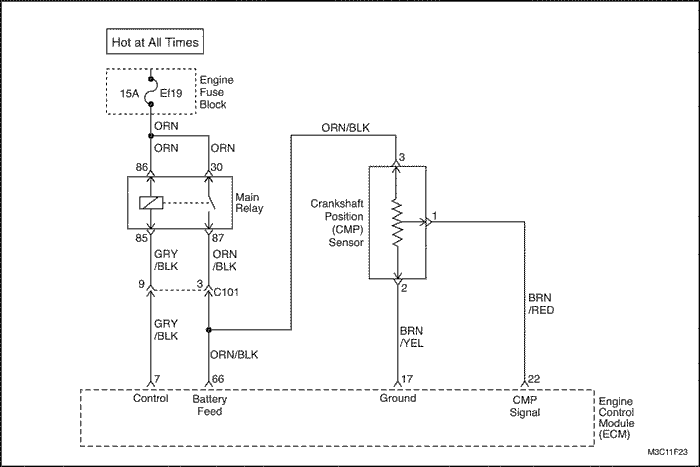 Hot at All Times
15A Ef19
Engine
Fuse
Block
ORN
ORN ORN
86 30
Main
Relay
85 87
GRY
/BLK
ORN
/BLK
9 3 C101
GRY
/BLK
ORN/BLK
ORN/BLK
3
Crankshaft
Position
(CMP)
Sensor
1
2
BRN
/RED
BRN
/YEL
7 66 17 22
Control
Battery
Feed
Ground
CMP
Signal
Engine
Control
Module
(ECM)
M3C11F23